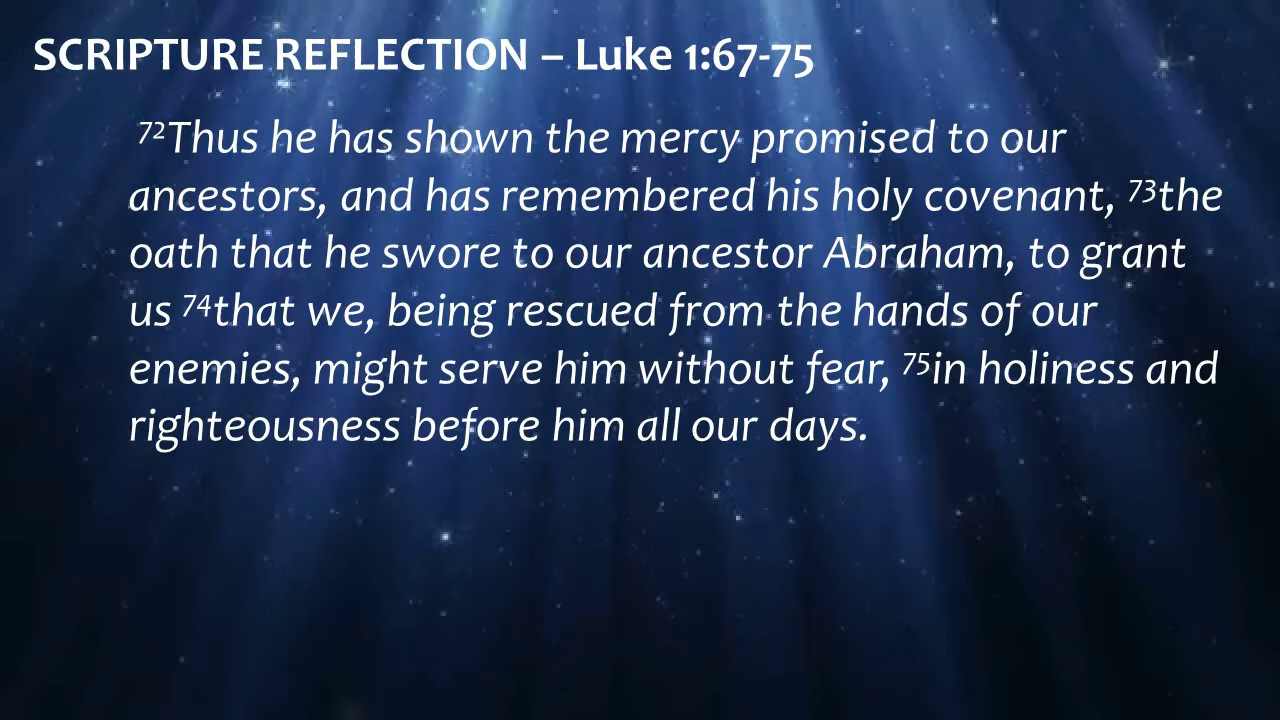 SCRIPTURE REFLECTION – Luke 1:67-75
⁷²Thus he has shown the mercy promised to our
ancestors, and has remembered his holy covenant, ⁷³the
oath that he swore to our ancestor Abraham, to grant
us ⁷⁴that we, being rescued from the hands of our
enemies, might serve him without fear, ⁷⁵in holiness and
righteousness before him all our days.